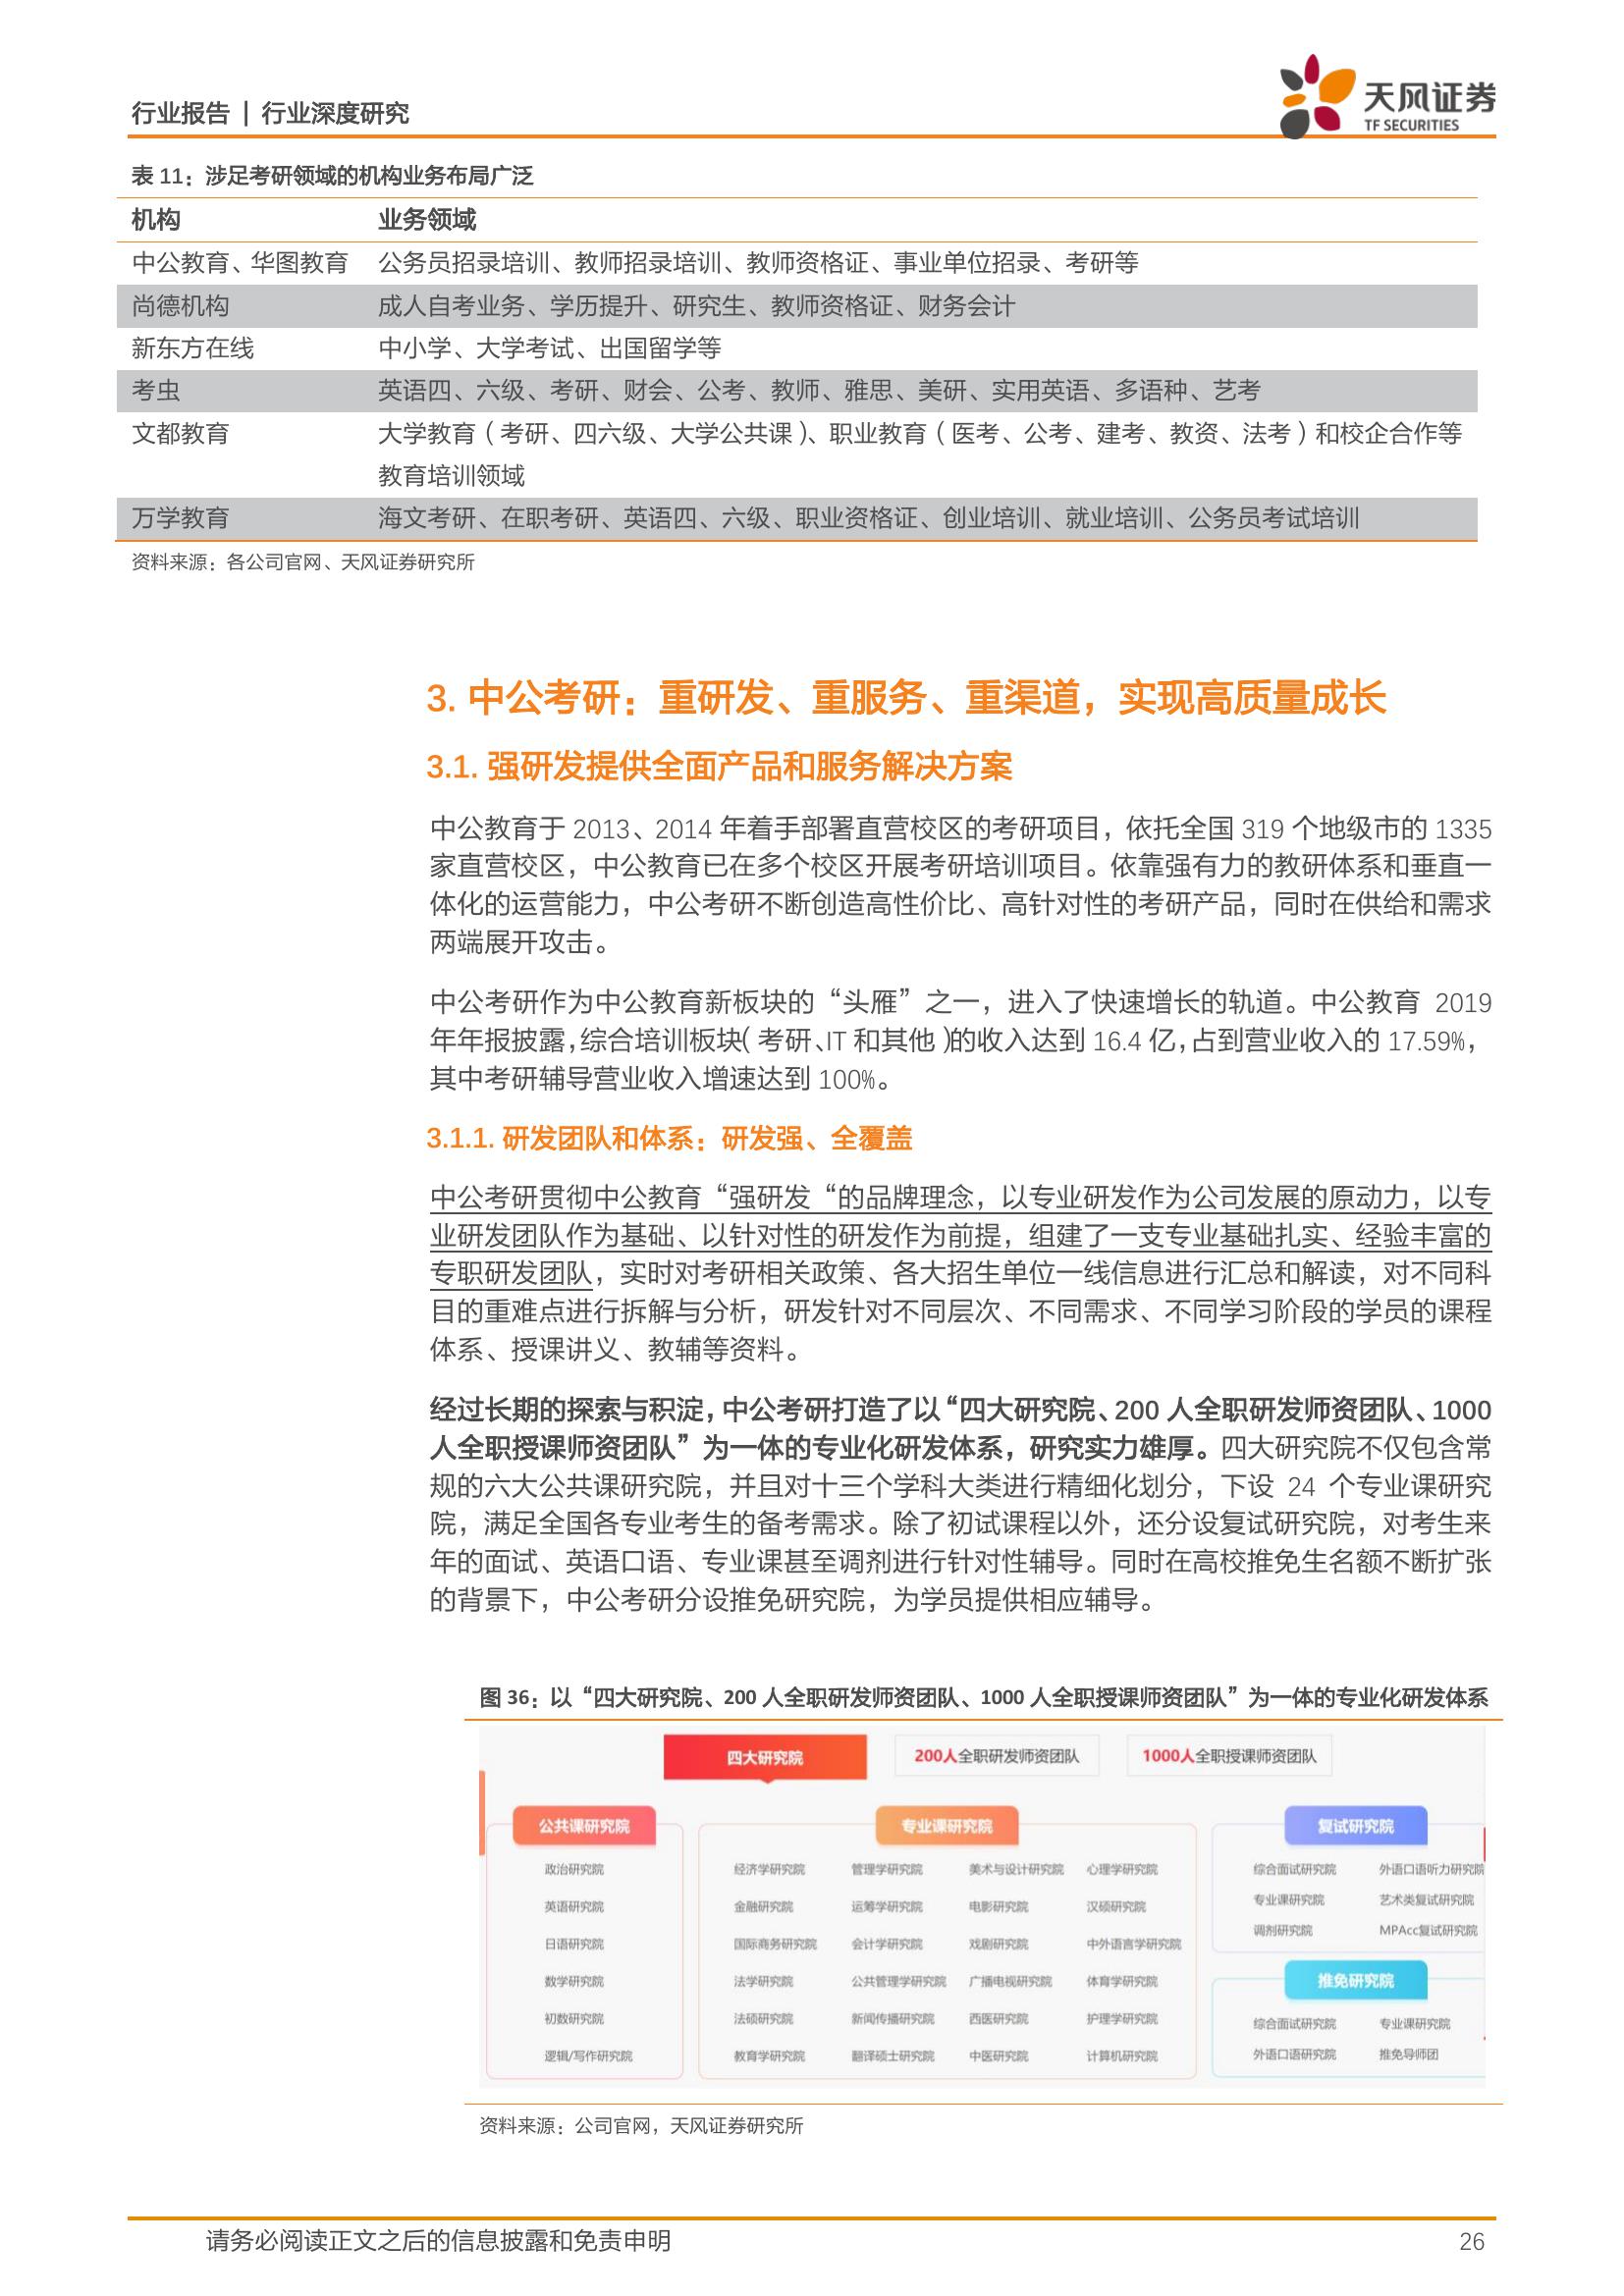 行业报告 | 行业深度研究
天风证券
TF SECURITIES
表 11：涉足考研领域的机构业务布局广泛
机构 业务领域
中公教育、华图教育 公务员招录培训、教师招录培训、教师资格证、事业单位招录、考研等
尚德机构 成人自考业务、学历提升、研究生、教师资格证、财务会计
新东方在线 中小学、大学考试、出国留学等
考虫 英语四、六级、考研、财会、公考、教师、雅思、美研、实用英语、多语种、艺考
文都教育 大学教育（考研、四六级、大学公共课）、职业教育（医考、公考、建考、教资、法考）和校企合作等
教育培训领域
万学教育 海文考研、在职考研、英语四、六级、职业资格证、创业培训、就业培训、公务员考试培训
资料来源：各公司官网、天风证券研究所
3. 中公考研：重研发、重服务、重渠道，实现高质量成长
3.1. 强研发提供全面产品和服务解决方案
中公教育于 2013、2014 年着手部署直营校区的考研项目，依托全国 319 个地级市的 1335
家直营校区，中公教育已在多个校区开展考研培训项目。依靠强有力的教研体系和垂直一
体化的运营能力，中公考研不断创造高性价比、高针对性的考研产品，同时在供给和需求
两端展开攻击。
中公考研作为中公教育新板块的“头雁”之一，进入了快速增长的轨道。中公教育 2019
年年报披露，综合培训板块（考研、IT 和其他）的收入达到 16.4 亿，占到营业收入的 17.59%，
其中考研辅导营业收入增速达到 100%。
3.1.1. 研发团队和体系：研发强、全覆盖
中公考研贯彻中公教育“强研发“的品牌理念，以专业研发作为公司发展的原动力，以专
业研发团队作为基础、以针对性的研发作为前提，组建了一支专业基础扎实、经验丰富的
专职研发团队，实时对考研相关政策、各大招生单位一线信息进行汇总和解读，对不同科
目的重难点进行拆解与分析，研发针对不同层次、不同需求、不同学习阶段的学员的课程
体系、授课讲义、教辅等资料。
经过长期的探索与积淀，中公考研打造了以“四大研究院、200 人全职研发师资团队、1000
人全职授课师资团队”为一体的专业化研发体系，研究实力雄厚。四大研究院不仅包含常
规的六大公共课研究院，并且对十三个学科大类进行精细化划分，下设 24 个专业课研究
院，满足全国各专业考生的备考需求。除了初试课程以外，还分设复试研究院，对考生来
年的面试、英语口语、专业课甚至调剂进行针对性辅导。同时在高校推免生名额不断扩张
的背景下，中公考研分设推免研究院，为学员提供相应辅导。
图 36：以“四大研究院、200 人全职研发师资团队、1000 人全职授课师资团队”为一体的专业化研发体系
四大研究院 200人全职研发师资团队 1000人全职授课师资团队
公共课研究院 专业课研究院 复试研究院
政治研究院 经济学研究院 管理学研究院 美术与设计研究院 心理学研究院 综合面试研究院 外语口语听力研究院
英语研究院 金融研究院 运筹学研究院 电影研究院 汉硕研究院 专业课研究院 艺术类复试研究院
日语研究院 国际商务研究院 会计学研究院 戏剧研究院 中外语言学研究院 调剂研究院 MPAcc复试研究院
数学研究院 法学研究院 公共管理学研究院 广播电视研究院 体育学研究院 推免研究院
初数研究院 法硕研究院 新闻传播研究院 西医研究院 护理学研究院 综合面试研究院 专业课研究院
逻辑/写作研究院 教育学研究院 翻译硕士研究院 中医研究院 计算机研究院 外语口语研究院 推免导师团
资料来源：公司官网，天风证券研究所
请务必阅读正文之后的信息披露和免责申明 26